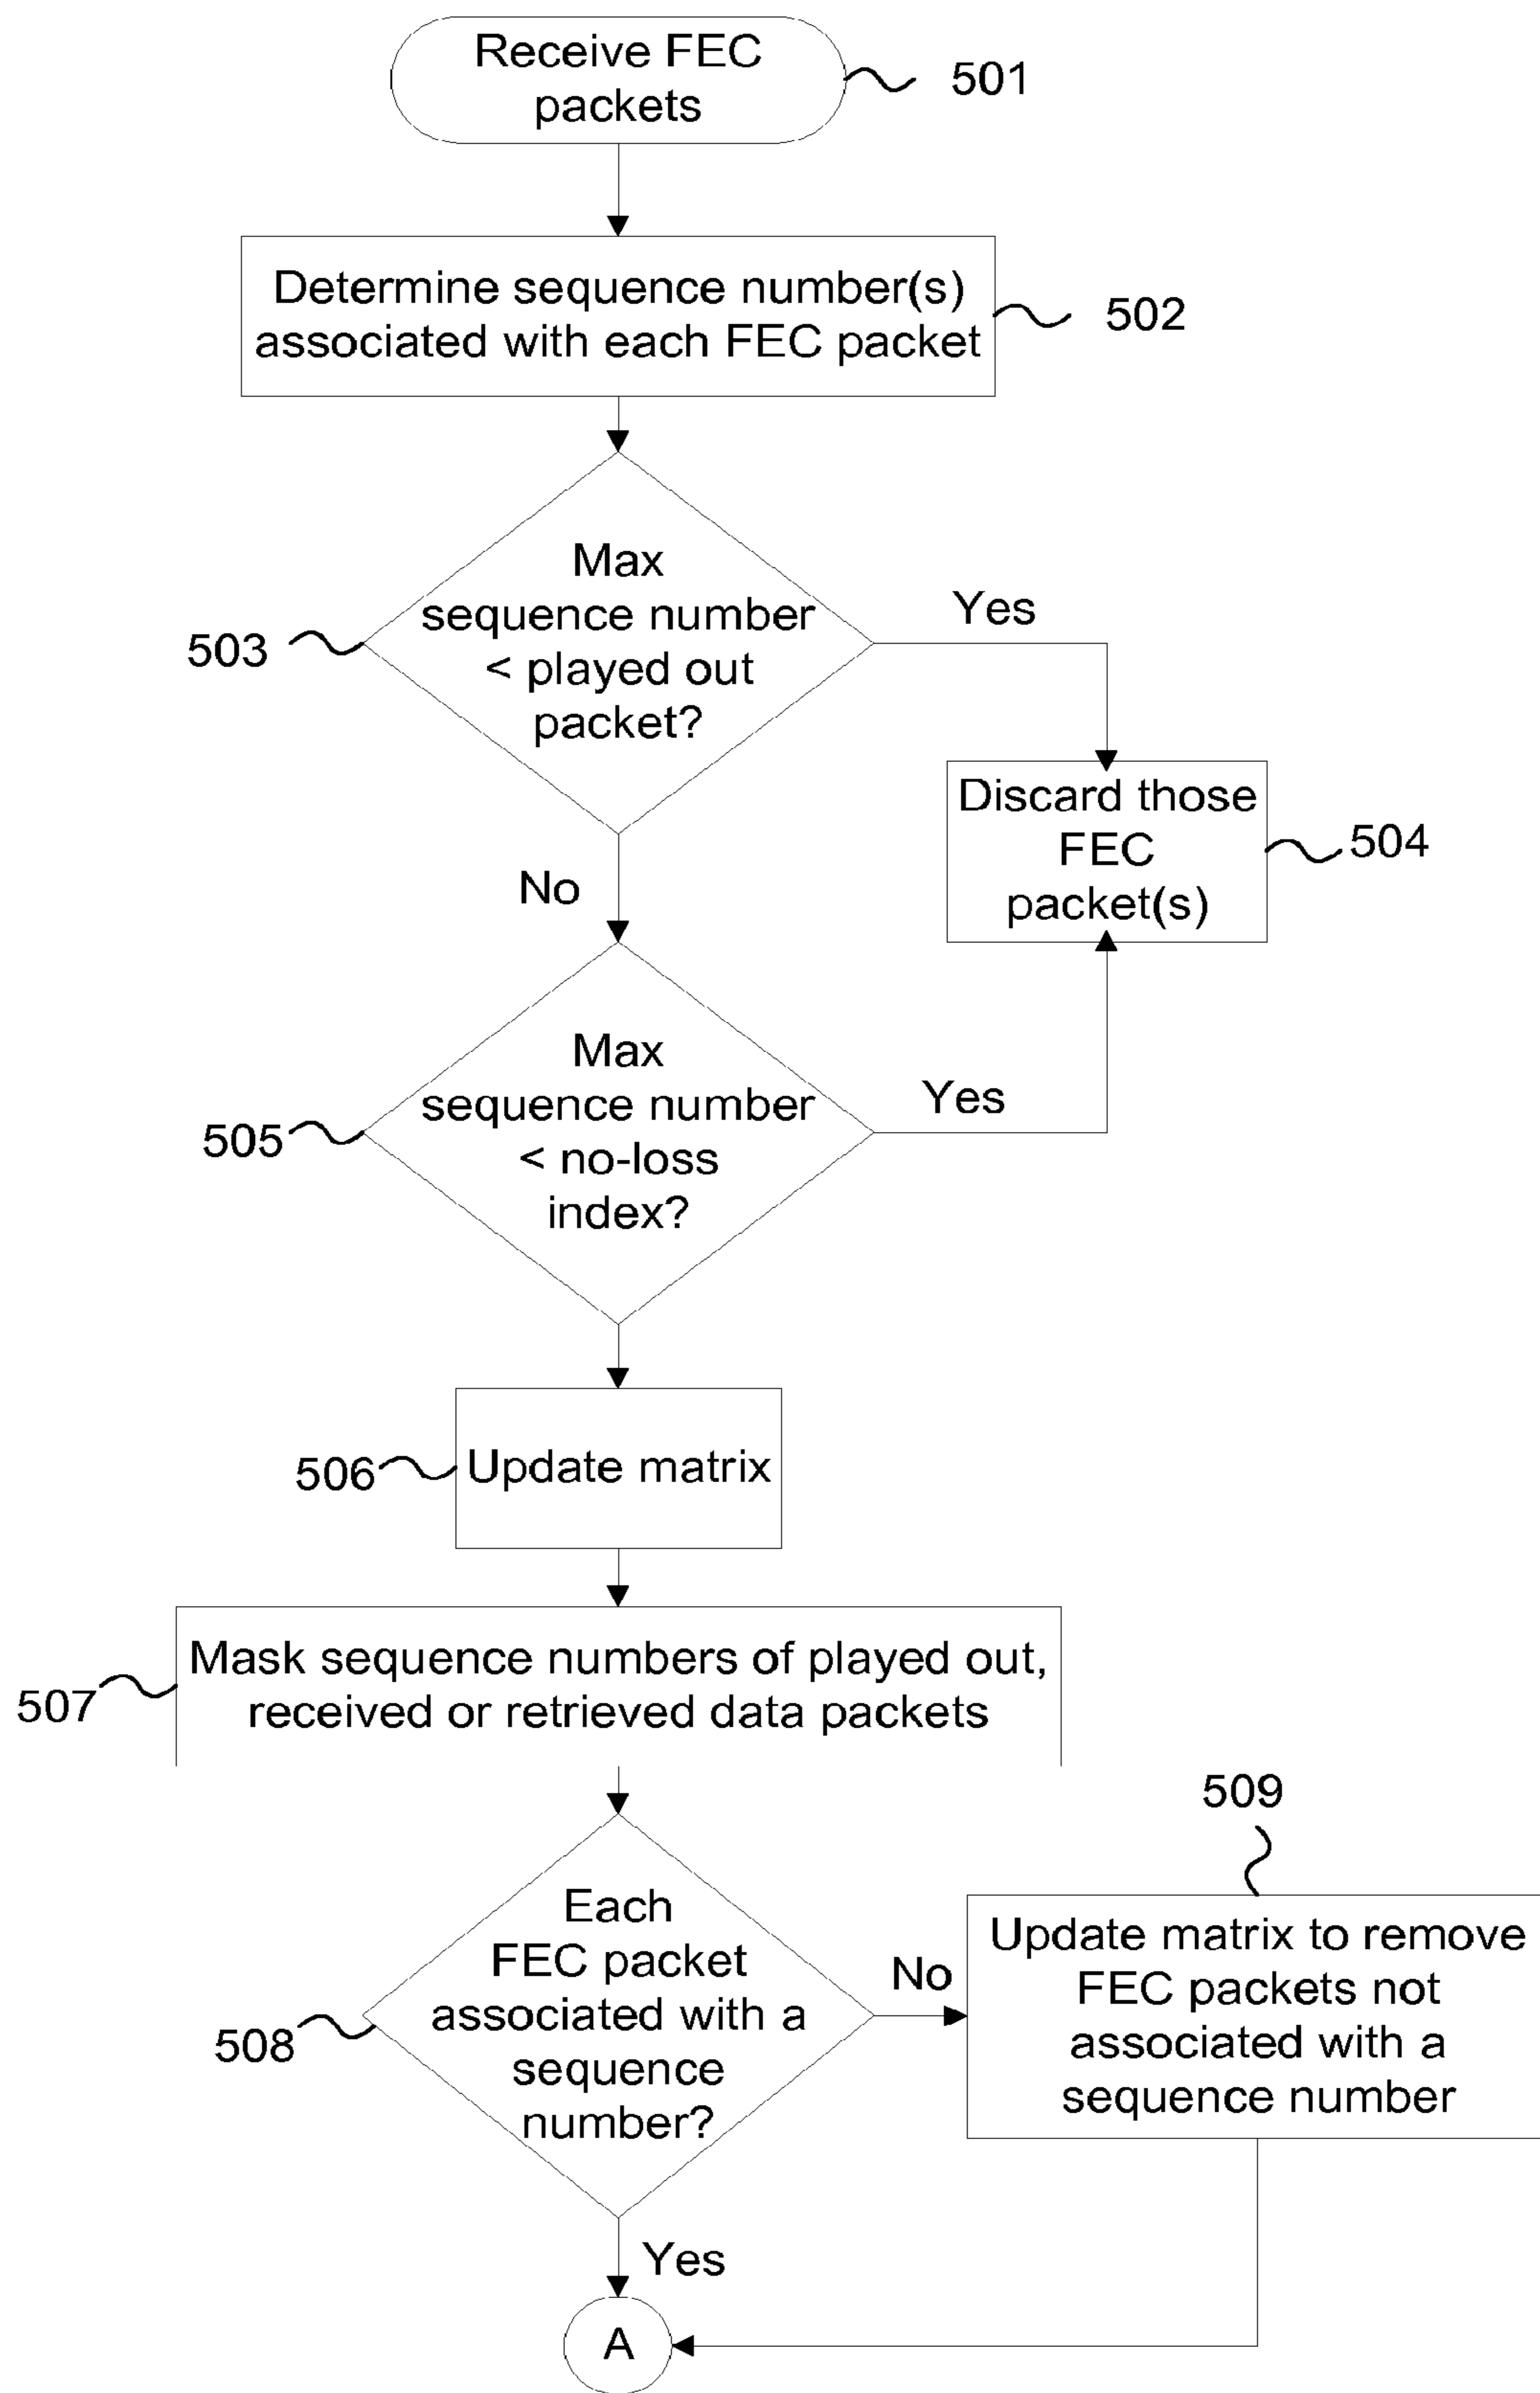 Receive FEC
packets
501
Determine sequence number(s)
associated with each FEC packet
502
Max
sequence number
< played out
packet?
503
Yes
Discard those
FEC
packet(s)
504
No
Max
sequence number
< no-loss
index?
505
Yes
506
Update matrix
Mask sequence numbers of played out,
received or retrieved data packets
507
509
Each
FEC packet
associated with a
sequence
number?
508
No
Update matrix to remove
FEC packets not
associated with a
sequence number
Yes
A